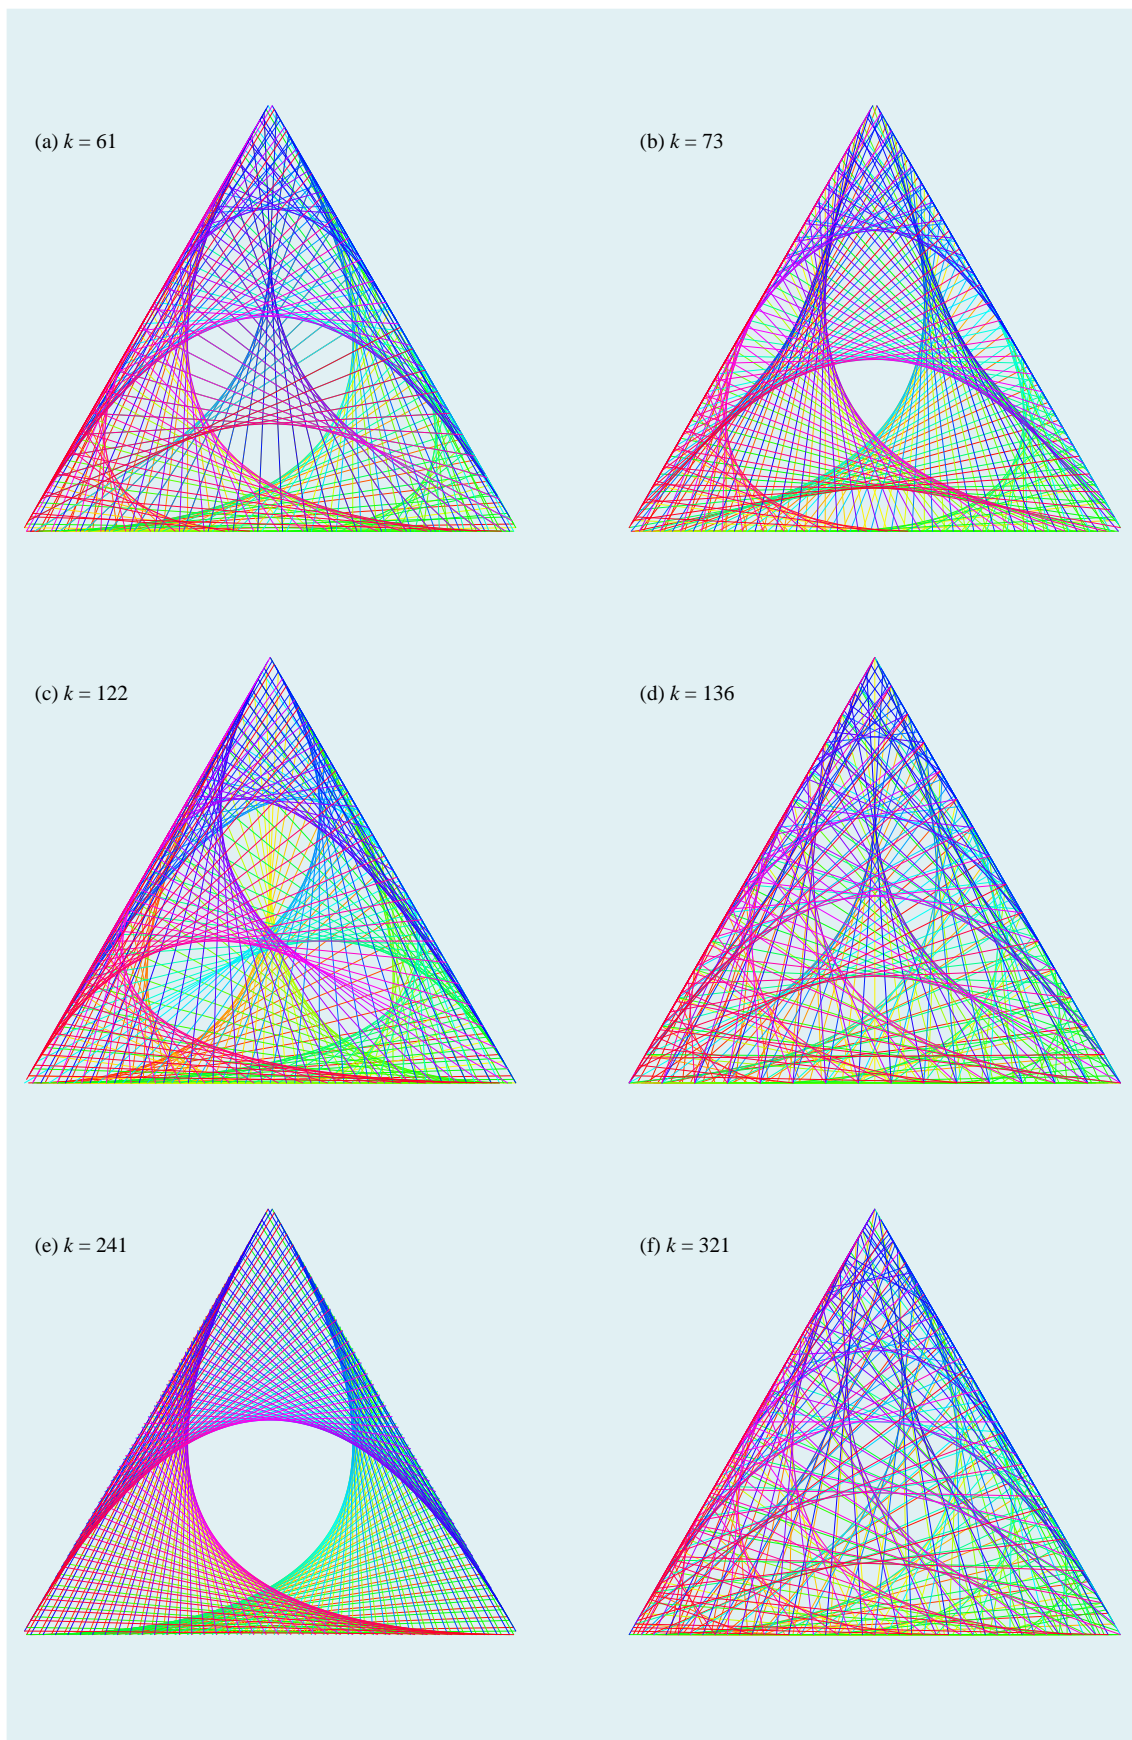 (a) k = 61
(b) k = 73
(c) k = 122
(d) k = 136
(e) k = 241
(f) k = 321